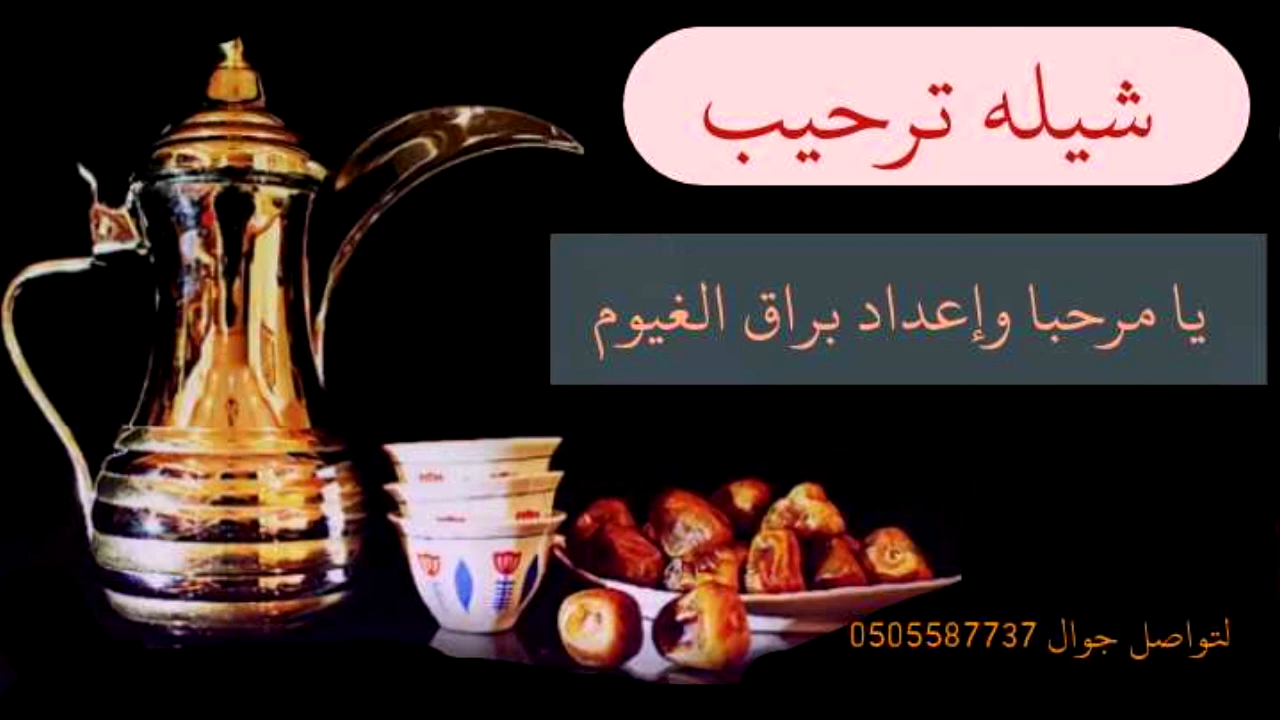 شيله ترحيب
يا مرحبا وإعداد براق الغيوم
لتواصل جوال 0505587737